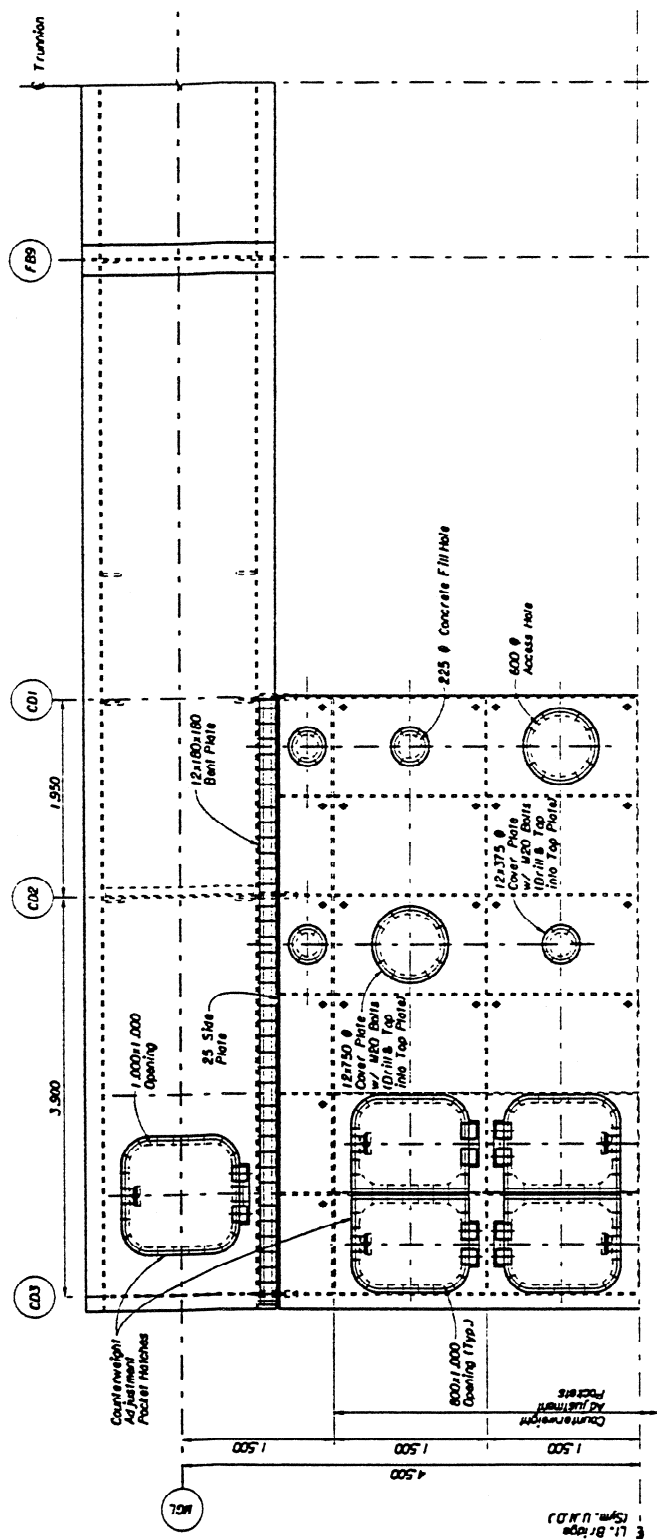 ℄ Trunnion
FB9
CD1
CD2
CD3
1.950
3.900
12x180x180
Bent Plate
225 Ø Concrete Fill Hole
600 Ø
Access Hole
12x375 Ø
Cover Plate
w/ M20 Bolts
(Drill & Tap
into Top Plate)
25 Side
Plate
12x750 Ø
Cover Plate
w/ M20 Bolts
(Drill & Tap
into Top Plate)
1.000x1.000
Opening
Counterweight
Adjustment
Pocket Hatches
800x1.000
Opening (Typ.)
Counterweight
Adjustment
Pockets
1.500
1.500
1.500
4.500
WGL
℄ Lt. Bridge
(Sym. U.N.O.)